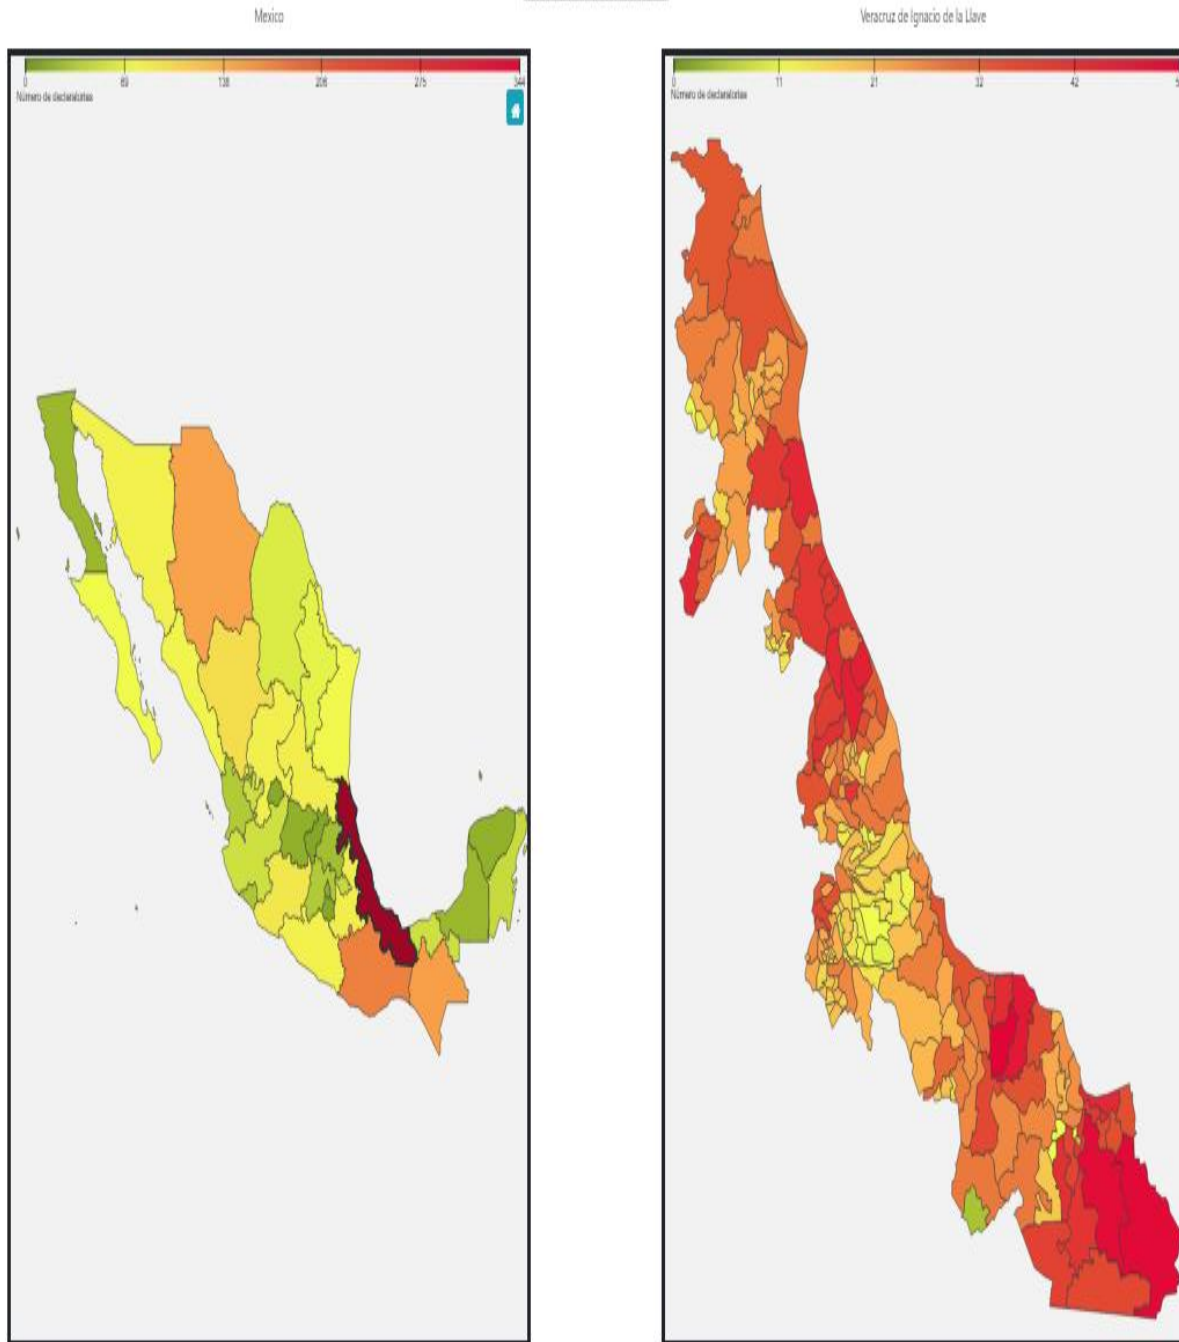 Mexico
Veracruz de Ignacio de la Llave
0 69 138 206 275 344
Número de declaratorias
0 11 21 32 42
Número de declaratorias